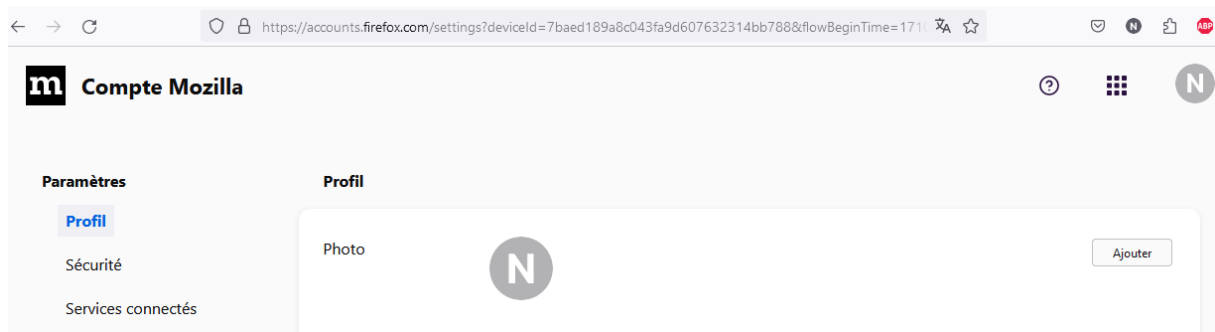 https://accounts.firefox.com/settings?deviceId=7baed189a8c043fa9d607632314bb788&flowBeginTime=171
N
ABP
m Compte Mozilla
N
Paramètres
Profil
Sécurité
Services connectés
Profil
Photo
N
Ajouter